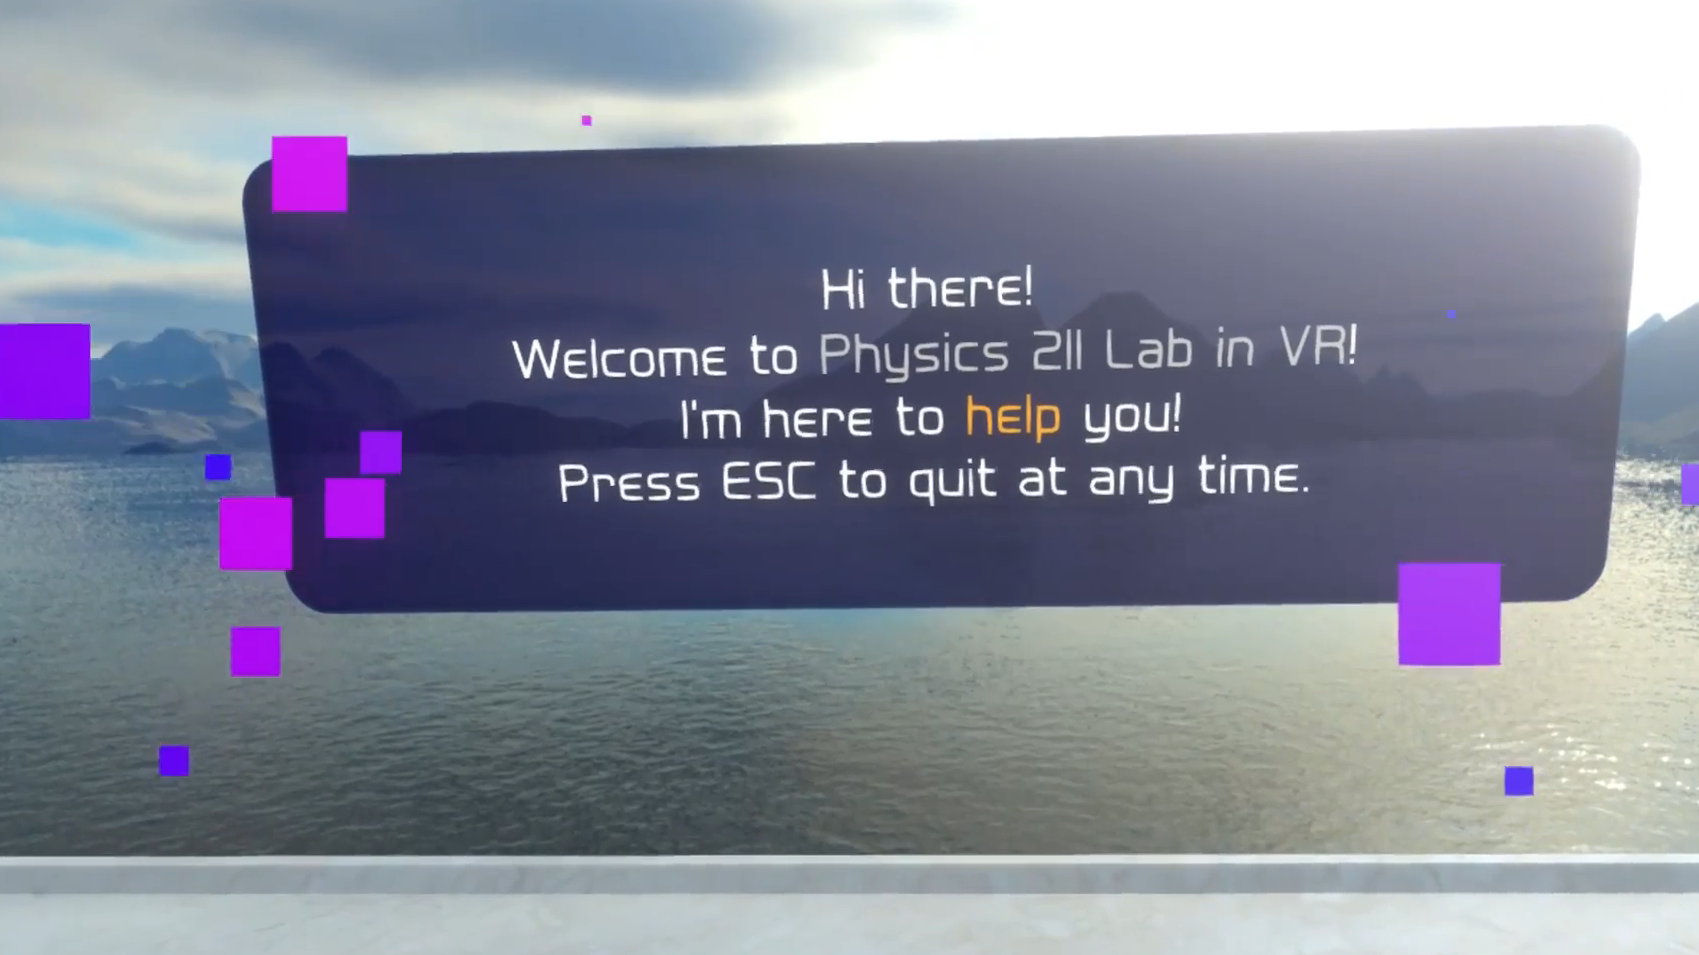 Hi there!
Welcome to Physics 211 Lab in VR!
I'm here to help you!
Press ESC to quit at any time.